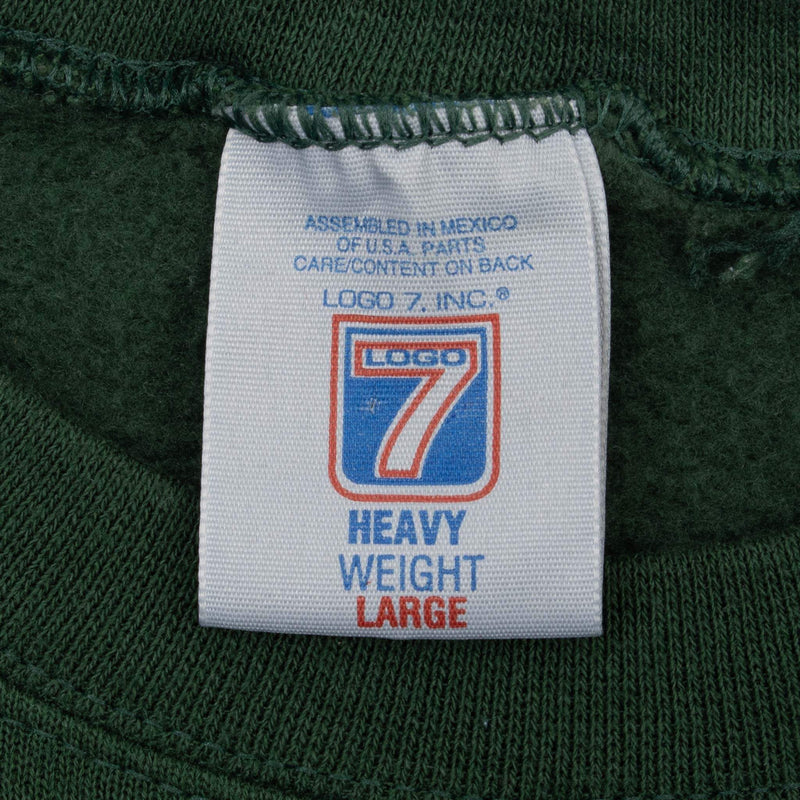 ASSEMBLED IN MEXICO
OF U.S.A. PARTS
CARE/CONTENT ON BACK
LOGO 7, INC.®
LOGO
7
HEAVY
WEIGHT
LARGE